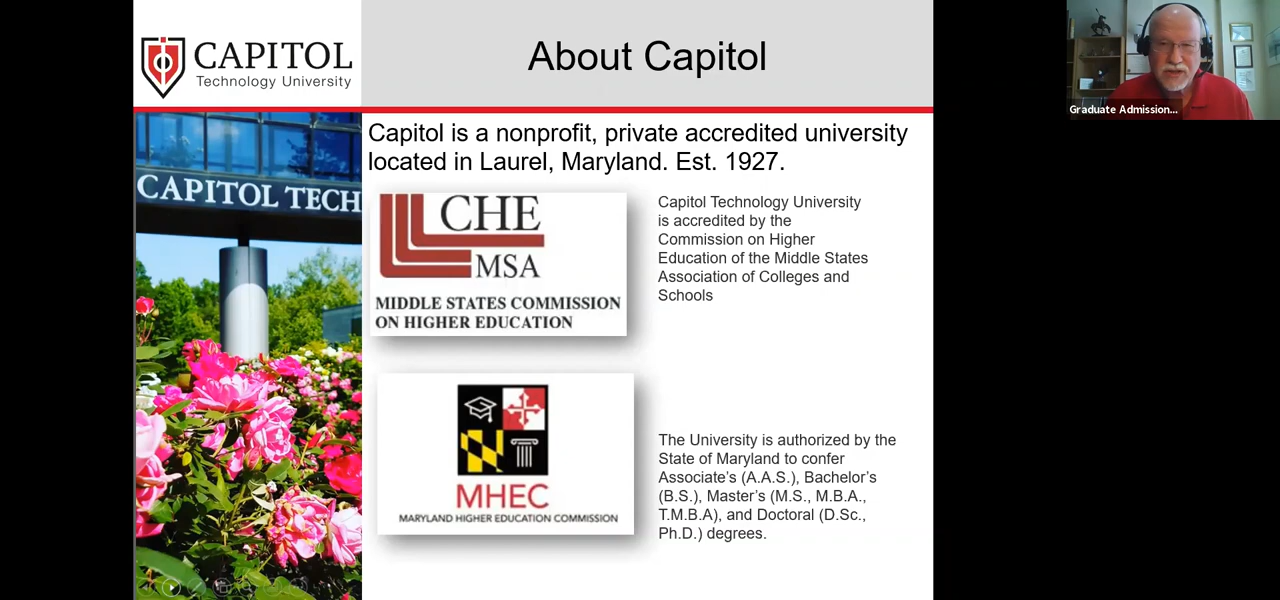 CAPITOL
Technology University
About Capitol
Graduate Admission...
CAPITOL TECH
Capitol is a nonprofit, private accredited university
located in Laurel, Maryland. Est. 1927.
CHE
MSA
MIDDLE STATES COMMISSION
ON HIGHER EDUCATION
Capitol Technology University
is accredited by the
Commission on Higher
Education of the Middle States
Association of Colleges and
Schools
MHEC
MARYLAND HIGHER EDUCATION COMMISSION
The University is authorized by the
State of Maryland to confer
Associate’s (A.A.S.), Bachelor’s
(B.S.), Master’s (M.S., M.B.A.,
T.M.B.A), and Doctoral (D.Sc.,
Ph.D.) degrees.